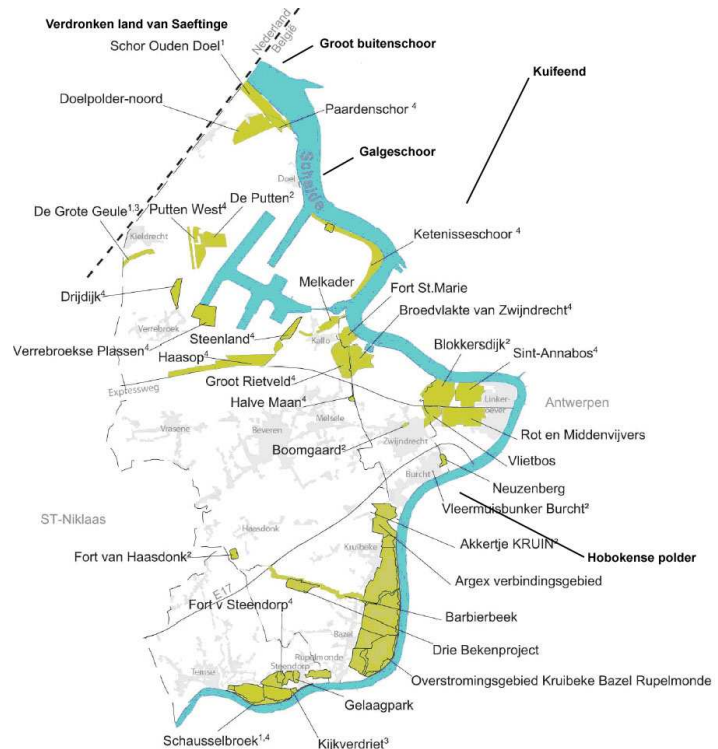 Verdronken land van Saeftinge
Nederland
België
Schor Ouden Doel¹
Groot buitenschoor
Kuifeend
Doelpolder-noord
Paardenschor ⁴
Schelde
Galgeschoor
Doel
De Putten²
Putten West⁴
De Grote Geule¹,³
Kieldrecht
Ketenisseschoor ⁴
Melkader
Fort St.Marie
Drijdijk⁴
Broedvlakte van Zwijndrecht⁴
Verrebroek
Steenland⁴
Kallo
Blokkersdijk²
Verrebroekse Plassen⁴
Sint-Annabos⁴
Haasop⁴
Groot Rietveld⁴
Expressweg
Halve Maan⁴
Linker-
oever
Antwerpen
Vrasene
Beveren
Melsele
Rot en Middenvijvers
Zwijndrecht
Boomgaard²
Vlietbos
Burcht
Neuzenberg
Vleermuisbunker Burcht²
ST-Niklaas
Haasdonk
Akkertje KRUIN³
Hobokense polder
Kruibeke
Fort van Haasdonk²
Argex verbindingsgebied
E17
Fort v Steendorp⁴
Barbierbeek
Bazel
Drie Bekenproject
Rupelmonde
Steendorp
Temse
Overstromingsgebied Kruibeke Bazel Rupelmonde
Gelaagpark
Schausselbroek¹,⁴
Kijkverdriet³